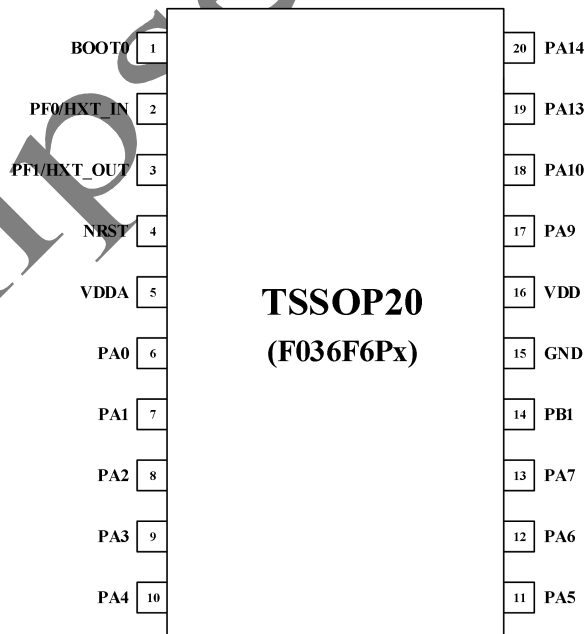 BOOT0 1 20 PA14
PF0/HXT_IN 2 19 PA13
PF1/HXT_OUT 3 18 PA10
NRST 4 17 PA9
VDDA 5 16 VDD
TSSOP20
(F036F6Px)
PA0 6 15 GND
PA1 7 14 PB1
PA2 8 13 PA7
PA3 9 12 PA6
PA4 10 11 PA5